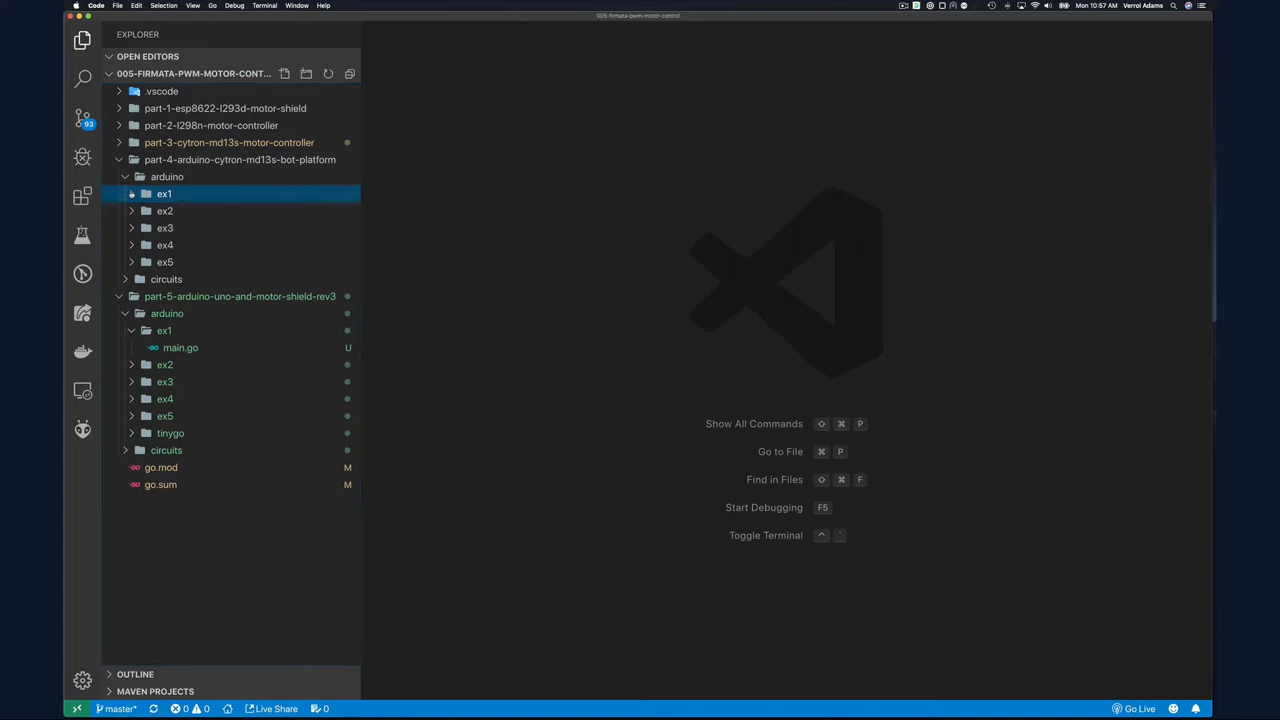 Code File Edit Selection View Go Debug Terminal Window Help
Mon 10:57 AM Verrol Adams
005-firmata-pwm-motor-control
EXPLORER
OPEN EDITORS
005-FIRMATA-PWM-MOTOR-CONT...
.vscode
part-1-esp8622-l293d-motor-shield
part-2-l298n-motor-controller
part-3-cytron-md13s-motor-controller
part-4-arduino-cytron-md13s-bot-platform
arduino
ex1
ex2
ex3
ex4
ex5
circuits
part-5-arduino-uno-and-motor-shield-rev3
arduino
ex1
main.go U
ex2
ex3
ex4
ex5
tinygo
circuits
go.mod M
go.sum M
93
Show All Commands ⇧ ⌘ P
Go to File ⌘ P
Find in Files ⇧ ⌘ F
Start Debugging F5
Toggle Terminal ^ `
OUTLINE
MAVEN PROJECTS
master* 0 0 Live Share 0 Go Live